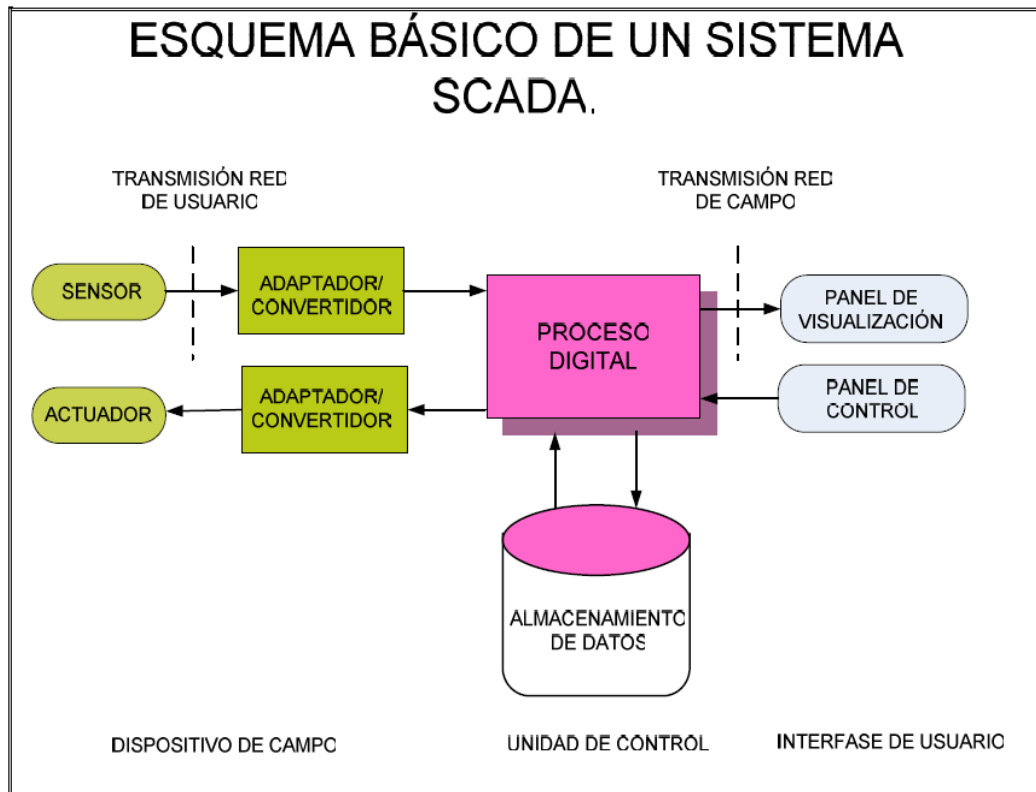 ESQUEMA BÁSICO DE UN SISTEMA
SCADA.
TRANSMISIÓN RED
DE USUARIO
TRANSMISIÓN RED
DE CAMPO
SENSOR
ADAPTADOR/
CONVERTIDOR
PROCESO
DIGITAL
PANEL DE
VISUALIZACIÓN
ACTUADOR
ADAPTADOR/
CONVERTIDOR
PANEL DE
CONTROL
ALMACENAMIENTO
DE DATOS
DISPOSITIVO DE CAMPO
UNIDAD DE CONTROL
INTERFASE DE USUARIO